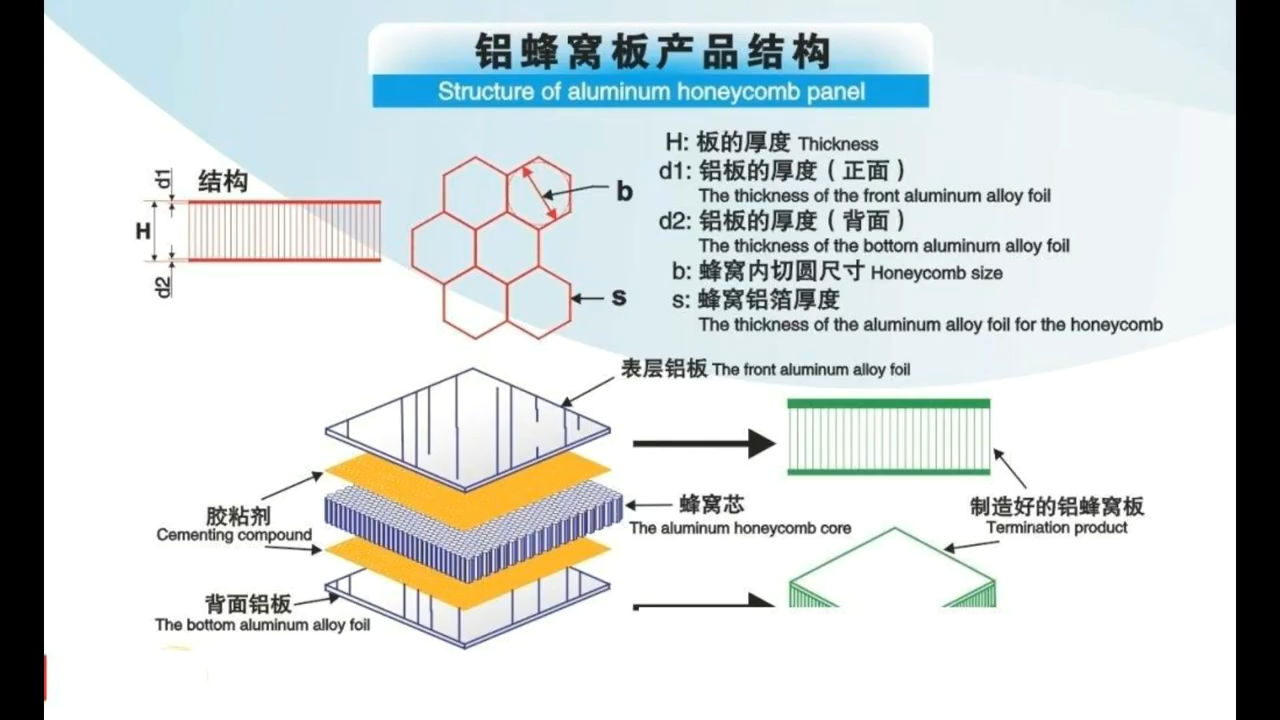 铝蜂窝板产品结构
Structure of aluminum honeycomb panel
H: 板的厚度 Thickness
d1: 铝板的厚度（正面）
The thickness of the front aluminum alloy foil
d2: 铝板的厚度（背面）
The thickness of the bottom aluminum alloy foil
b: 蜂窝内切圆尺寸 Honeycomb size
s: 蜂窝铝箔厚度
The thickness of the aluminum alloy foil for the honeycomb
结构
d1
H
d2
b
s
表层铝板 The front aluminum alloy foil
胶粘剂
Cementing compound
蜂窝芯
The aluminum honeycomb core
制造好的铝蜂窝板
Termination product
背面铝板
The bottom aluminum alloy foil